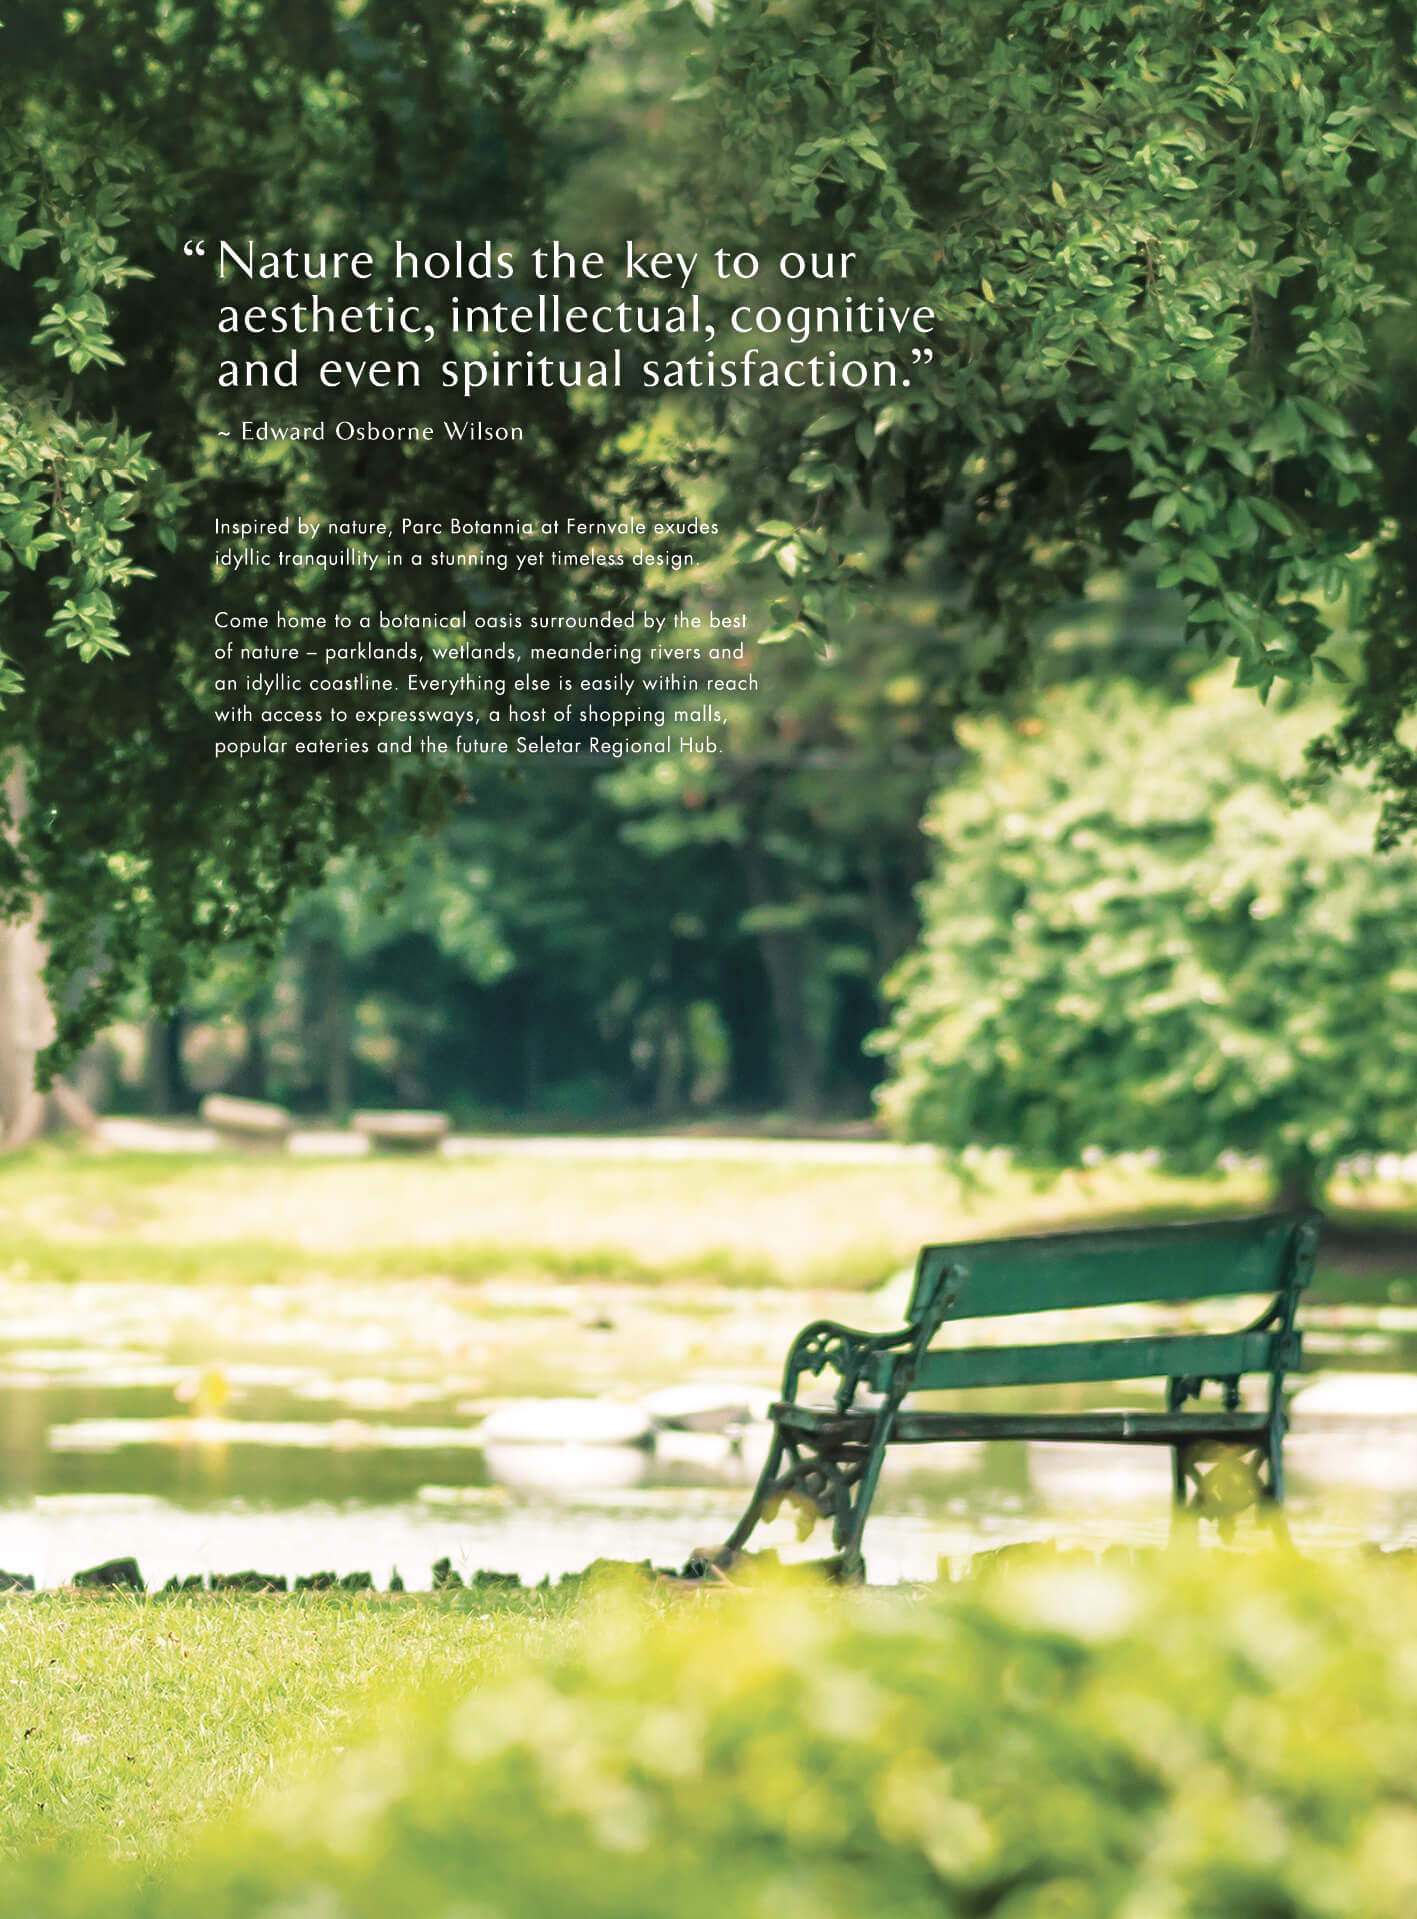 “ Nature holds the key to our
aesthetic, intellectual, cognitive
and even spiritual satisfaction.”
~ Edward Osborne Wilson
Inspired by nature, Parc Botannia at Fernvale exudes
idyllic tranquillity in a stunning yet timeless design.
Come home to a botanical oasis surrounded by the best
of nature – parklands, wetlands, meandering rivers and
an idyllic coastline. Everything else is easily within reach
with access to expressways, a host of shopping malls,
popular eateries and the future Seletar Regional Hub.